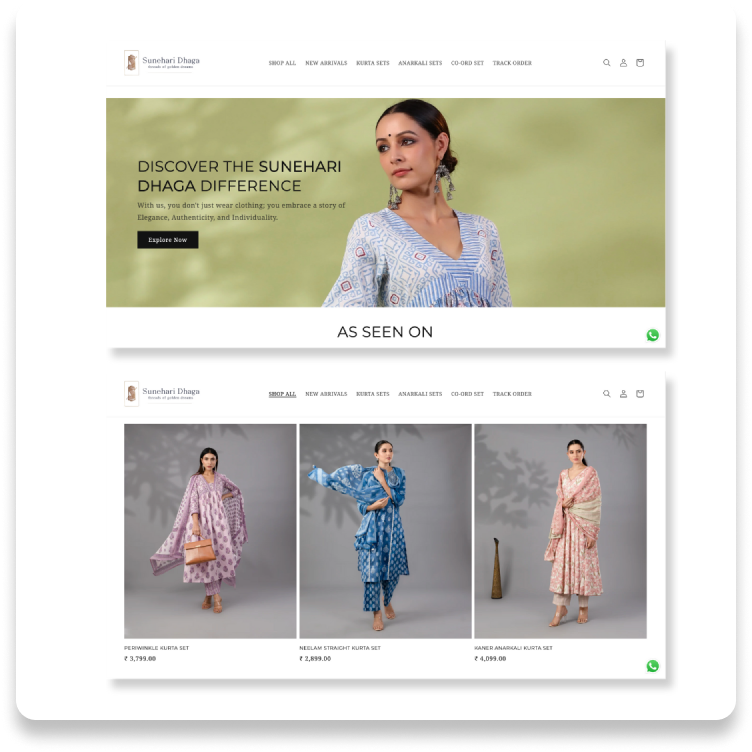 Sunehari Dhaga
threads of golden dreams
SHOP ALL NEW ARRIVALS KURTA SETS ANARKALI SETS CO-ORD SET TRACK ORDER
DISCOVER THE SUNEHARI
DHAGA DIFFERENCE
With us, you don't just wear clothing; you embrace a story of
Elegance, Authenticity, and Individuality.
Explore Now
AS SEEN ON
Sunehari Dhaga
threads of golden dreams
SHOP ALL NEW ARRIVALS KURTA SETS ANARKALI SETS CO-ORD SET TRACK ORDER
PERIWINKLE KURTA SET NEELAM STRAIGHT KURTA SET KANER ANARKALI KURTA SET
₹ 3,799.00 ₹ 2,899.00 ₹ 4,099.00